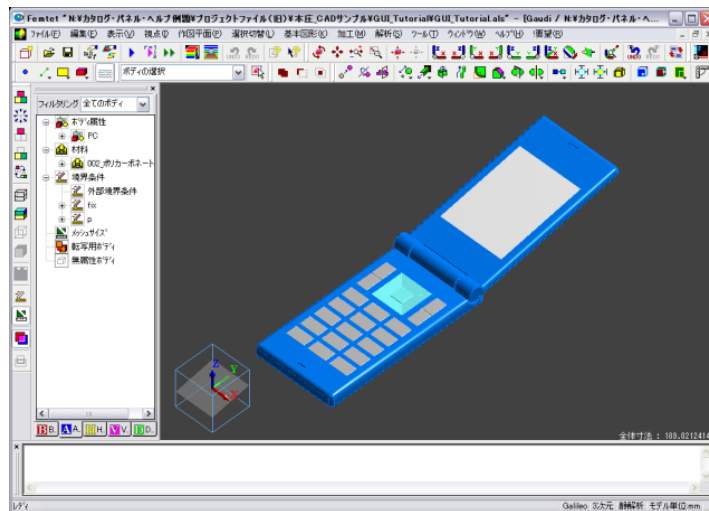 Femtet "N:¥カタログ・パネル・ヘルプ例題¥プロジェクトファイル(旧)¥本荘_CADサンプル¥GUI_Tutorial¥GUI_Tutorial.als" - [Gaudi / N:¥カタログ・パネル・ヘ...
ファイル(F) 編集(E) 表示(V) 視点(I) 作図平面(P) 選択切替(L) 基本図形(K) 加工(M) 解析(S) ツール(T) ウィンドウ(W) ヘルプ(H) !要望(B)
ボディの選択
フィルタリング 全てのボディ
ボディ属性
PC
材料
002_ポリカーボネート
境界条件
外部境界条件
fix
p
メッシュサイズ
転写用ボディ
無属性ボディ
B.. A.. H.. V.. D..
Z
Y
X
全体寸法 : 189.0212414
レディ
Galileo 3次元 静解析 モデル単位:mm